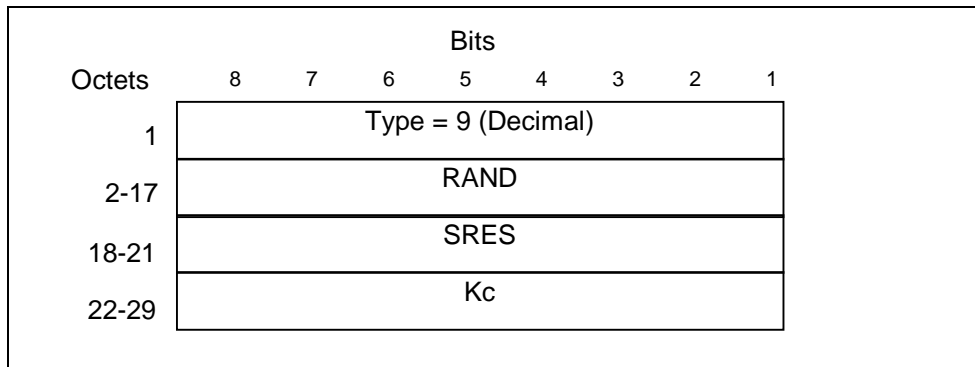 Bits
Octets 8 7 6 5 4 3 2 1
1 Type = 9 (Decimal)
2-17 RAND
18-21 SRES
22-29 Kc